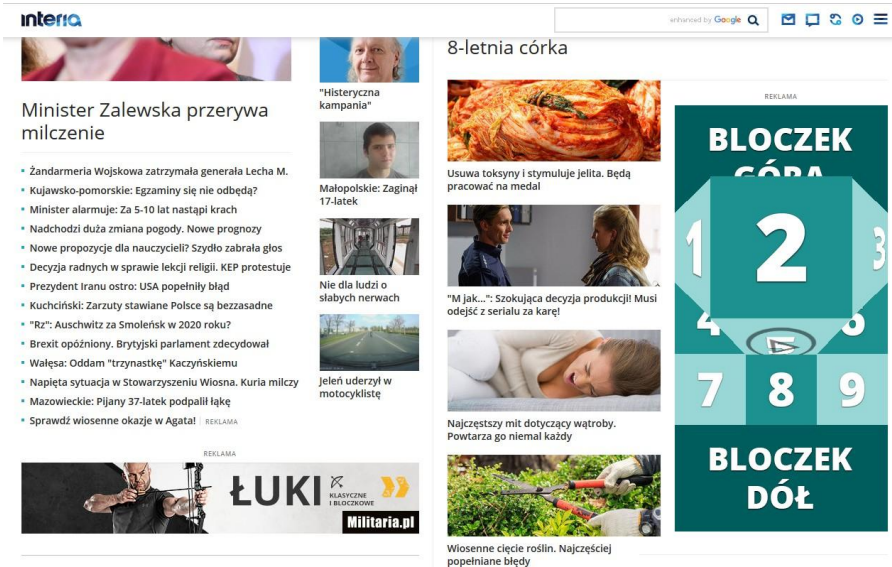 interia
enhanced by Google
Minister Zalewska przerywa
milczenie
Żandarmeria Wojskowa zatrzymała generała Lecha M.
Kujawsko-pomorskie: Egzaminy się nie odbędą?
Minister alarmuje: Za 5-10 lat nastąpi krach
Nadchodzi duża zmiana pogody. Nowe prognozy
Nowe propozycje dla nauczycieli? Szydło zabrała głos
Decyzja radnych w sprawie lekcji religii. KEP protestuje
Prezydent Iranu ostro: USA popełniły błąd
Kuchciński: Zarzuty stawiane Polsce są bezzasadne
"Rz": Auschwitz za Smoleńsk w 2020 roku?
Brexit opóźniony. Brytyjski parlament zdecydował
Wałęsa: Oddam "trzynastkę" Kaczyńskiemu
Napięta sytuacja w Stowarzyszeniu Wiosna. Kuria milczy
Mazowieckie: Pijany 37-latek podpalił łąkę
Sprawdź wiosenne okazje w Agata! REKLAMA
REKLAMA
ŁUKI KLASYCZNE
I BLOCZKOWE
Militaria.pl
"Histeryczna
kampania"
Małopolskie: Zaginął
17-latek
Nie dla ludzi o
słabych nerwach
Jeleń uderzył w
motocyklistę
8-letnia córka
Usuwa toksyny i stymuluje jelita. Będą
pracować na medal
"M jak...": Szokująca decyzja produkcji! Musi
odejść z serialu za karę!
Najczęstszy mit dotyczący wątroby.
Powtarza go niemal każdy
Wiosenne cięcie roślin. Najczęściej
popełniane błędy
REKLAMA
BLOCZEK
GÓRA
1 2 3
4 6
7 8 9
BLOCZEK
DÓŁ